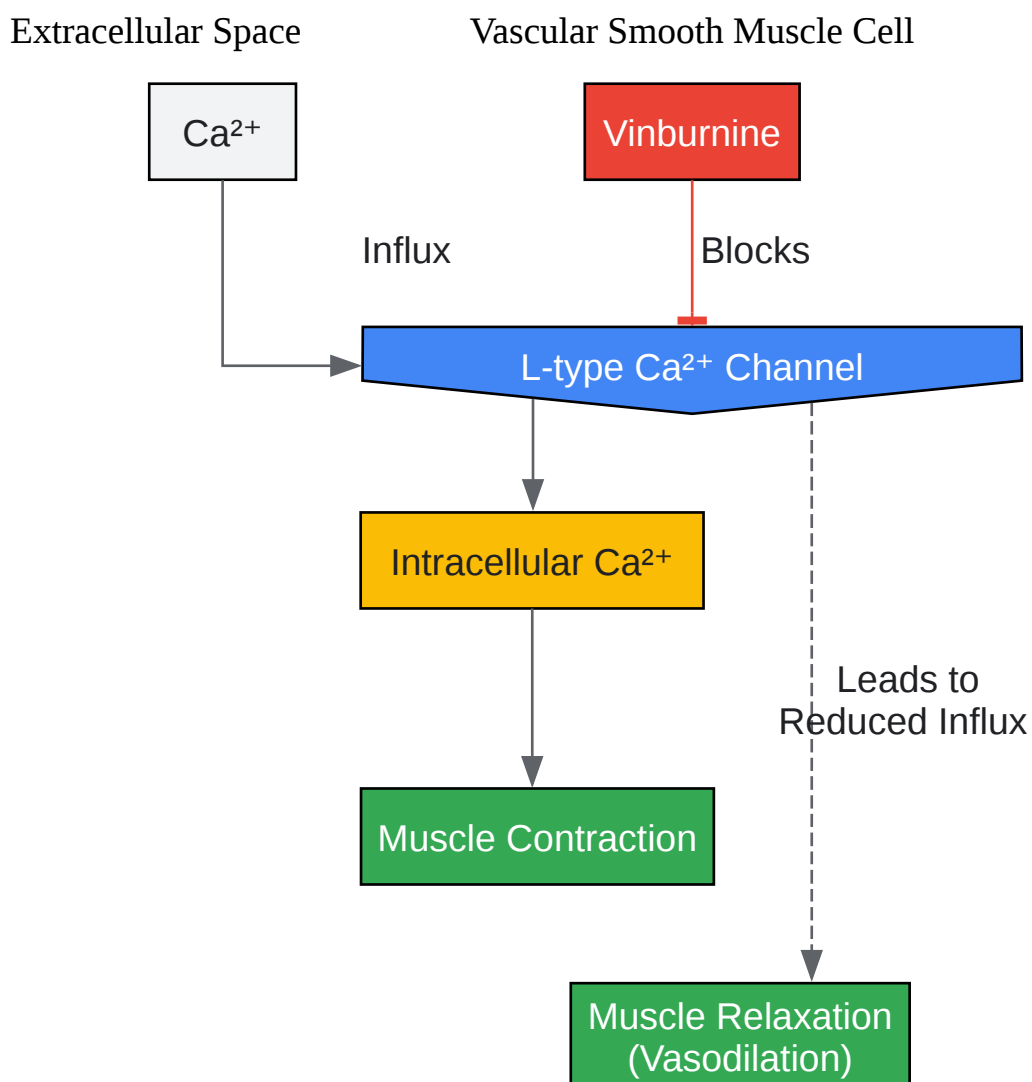 Extracellular Space
Vascular Smooth Muscle Cell
Ca²⁺
Vinburnine
Influx
Blocks
L-type Ca²⁺ Channel
Intracellular Ca²⁺
Leads to
Reduced Influx
Muscle Contraction
Muscle Relaxation
(Vasodilation)